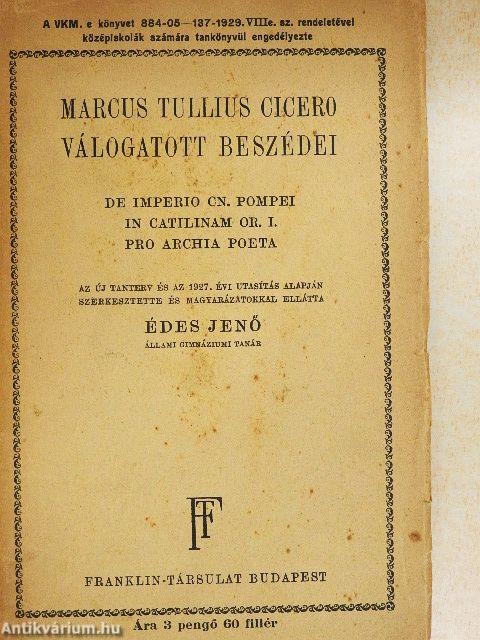 A VKM. e könyvet 884-05—137-1929. VIIIe. sz. rendeletével
középiskolák számára tankönyvül engedélyezte
MARCUS TULLIUS CICERO
VÁLOGATOTT BESZÉDEI
DE IMPERIO CN. POMPEI
IN CATILINAM OR. I.
PRO ARCHIA POETA
AZ ÚJ TANTERV ÉS AZ 1927. ÉVI UTASÍTÁS ALAPJÁN
SZERKESZTETTE ÉS MAGYARÁZATOKKAL ELLÁTTA
ÉDES JENŐ
ÁLLAMI GIMNÁZIUMI TANÁR
FT
FRANKLIN-TÁRSULAT BUDAPEST
Ára 3 pengő 60 fillér
Antikvárium.hu